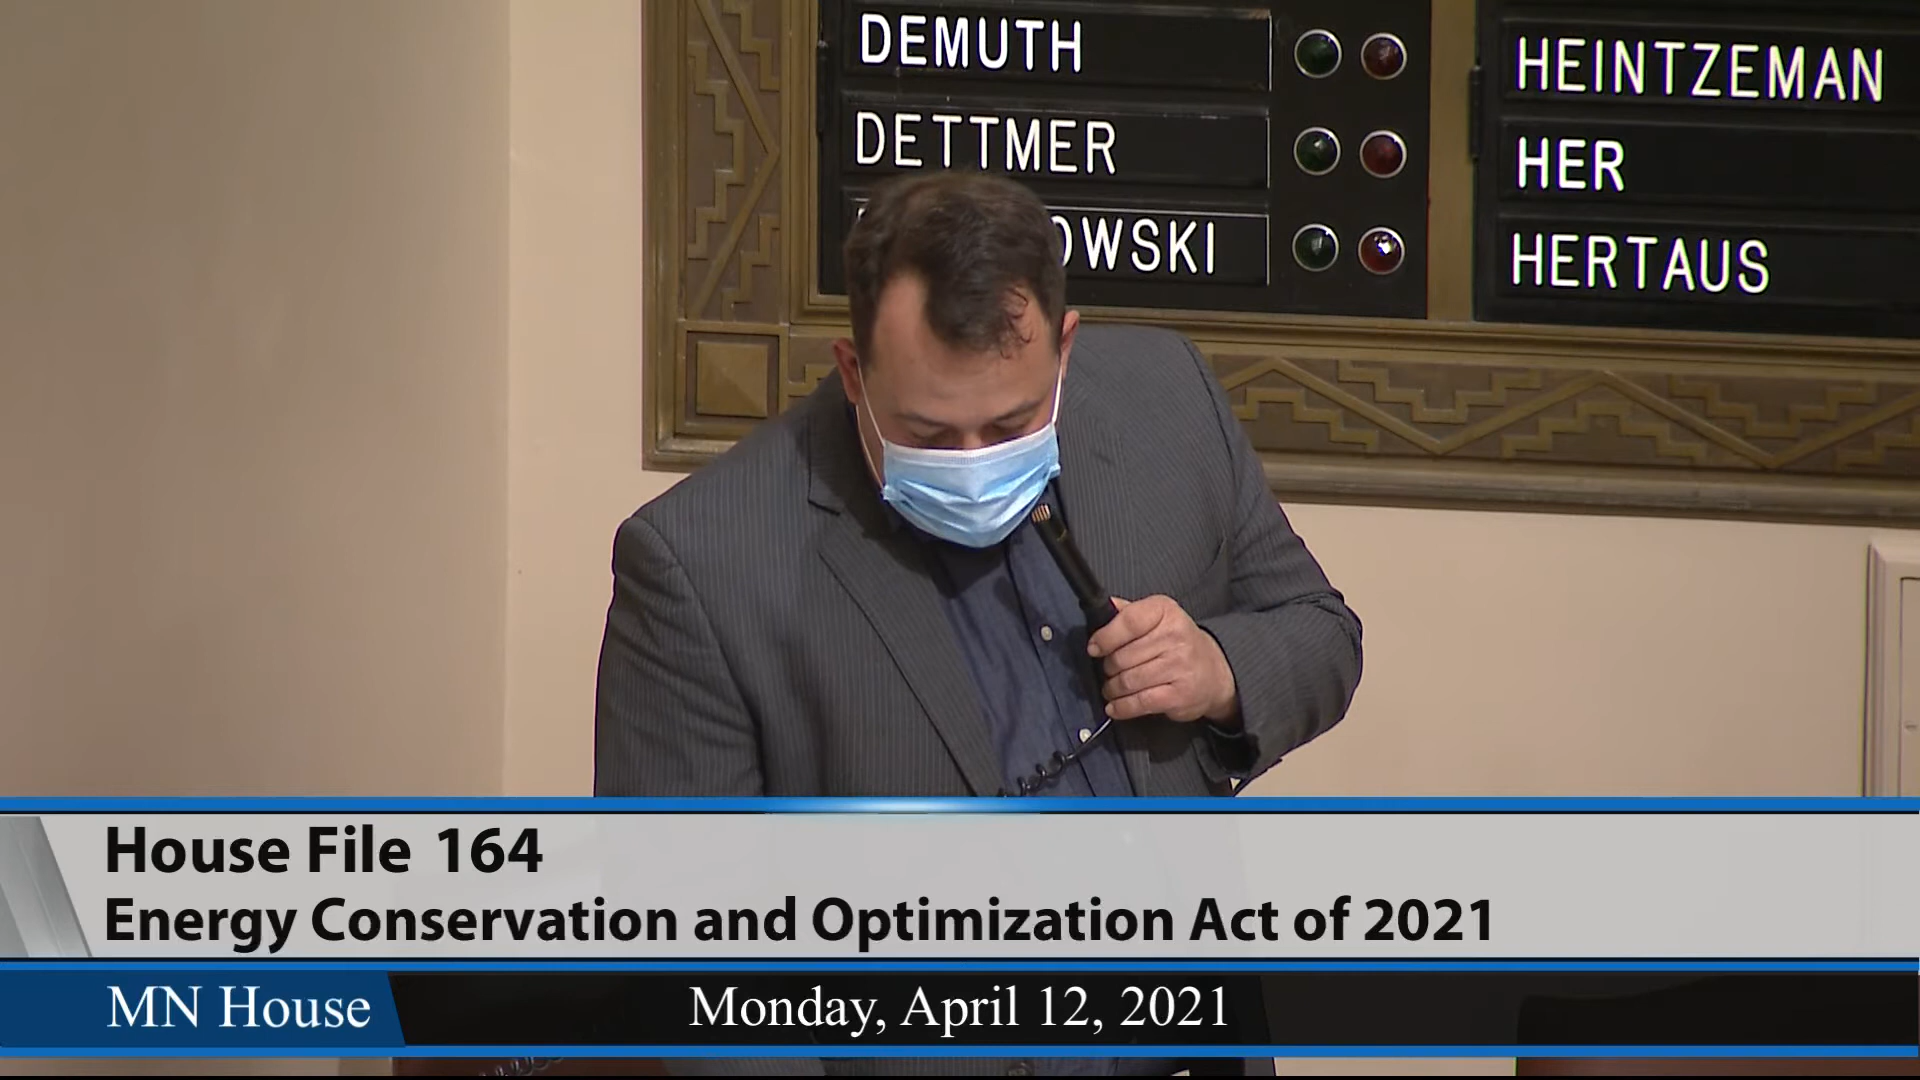 DEMUTH
DETTMER
OWSKI
HEINTZEMAN
HER
HERTAUS
House File 164
Energy Conservation and Optimization Act of 2021
MN House
Monday, April 12, 2021